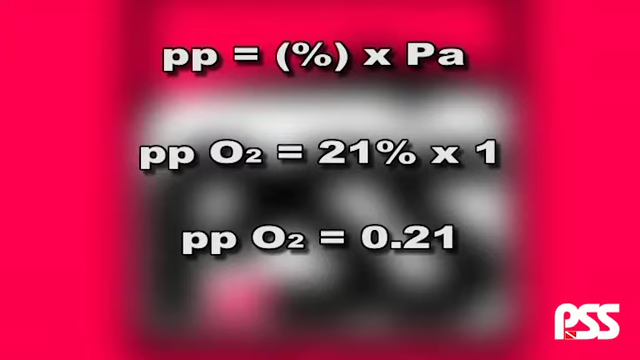 pp = (%) x Pa
pp O₂ = 21% x 1
pp O₂ = 0.21
PSS